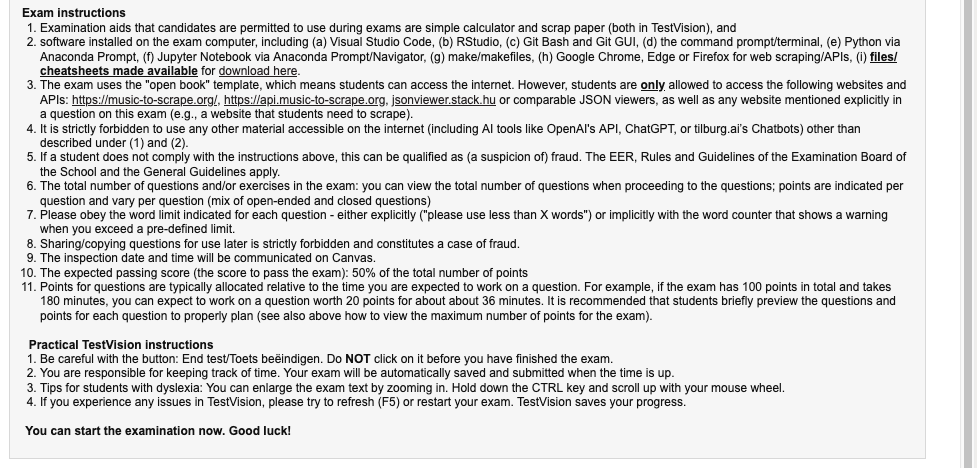 Exam instructions
1. Examination aids that candidates are permitted to use during exams are simple calculator and scrap paper (both in TestVision), and
2. software installed on the exam computer, including (a) Visual Studio Code, (b) RStudio, (c) Git Bash and Git GUI, (d) the command prompt/terminal, (e) Python via
Anaconda Prompt, (f) Jupyter Notebook via Anaconda Prompt/Navigator, (g) make/makefiles, (h) Google Chrome, Edge or Firefox for web scraping/APIs, (i) files/
cheatsheets made available for download here.
3. The exam uses the "open book" template, which means students can access the internet. However, students are only allowed to access the following websites and
APIs: https://music-to-scrape.org/, https://api.music-to-scrape.org, jsonviewer.stack.hu or comparable JSON viewers, as well as any website mentioned explicitly in
a question on this exam (e.g., a website that students need to scrape).
4. It is strictly forbidden to use any other material accessible on the internet (including AI tools like OpenAI's API, ChatGPT, or tilburg.ai's Chatbots) other than
described under (1) and (2).
5. If a student does not comply with the instructions above, this can be qualified as (a suspicion of) fraud. The EER, Rules and Guidelines of the Examination Board of
the School and the General Guidelines apply.
6. The total number of questions and/or exercises in the exam: you can view the total number of questions when proceeding to the questions; points are indicated per
question and vary per question (mix of open-ended and closed questions)
7. Please obey the word limit indicated for each question - either explicitly ("please use less than X words") or implicitly with the word counter that shows a warning
when you exceed a pre-defined limit.
8. Sharing/copying questions for use later is strictly forbidden and constitutes a case of fraud.
9. The inspection date and time will be communicated on Canvas.
10. The expected passing score (the score to pass the exam): 50% of the total number of points
11. Points for questions are typically allocated relative to the time you are expected to work on a question. For example, if the exam has 100 points in total and takes
180 minutes, you can expect to work on a question worth 20 points for about about 36 minutes. It is recommended that students briefly preview the questions and
points for each question to properly plan (see also above how to view the maximum number of points for the exam).
Practical TestVision instructions
1. Be careful with the button: End test/Toets beëindigen. Do NOT click on it before you have finished the exam.
2. You are responsible for keeping track of time. Your exam will be automatically saved and submitted when the time is up.
3. Tips for students with dyslexia: You can enlarge the exam text by zooming in. Hold down the CTRL key and scroll up with your mouse wheel.
4. If you experience any issues in TestVision, please try to refresh (F5) or restart your exam. TestVision saves your progress.
You can start the examination now. Good luck!